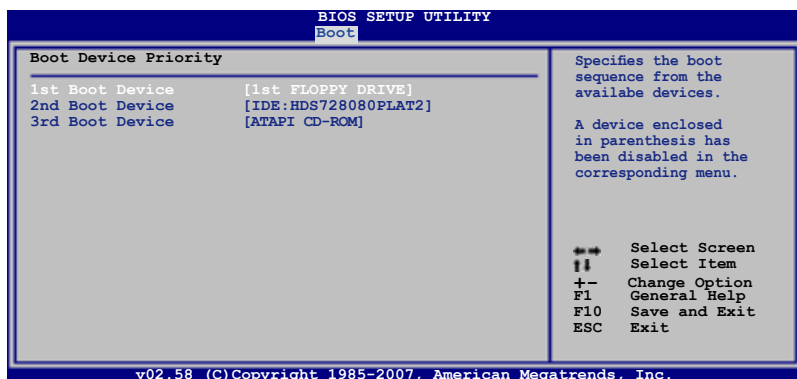 BIOS SETUP UTILITY
Boot
Boot Device Priority
1st Boot Device [1st FLOPPY DRIVE]
2nd Boot Device [IDE:HDS728080PLAT2]
3rd Boot Device [ATAPI CD-ROM]
Specifies the boot
sequence from the
availabe devices.
A device enclosed
in parenthesis has
been disabled in the
corresponding menu.
←→ Select Screen
↑↓ Select Item
+- Change Option
F1 General Help
F10 Save and Exit
ESC Exit
v02.58 (C)Copyright 1985-2007, American Megatrends, Inc.